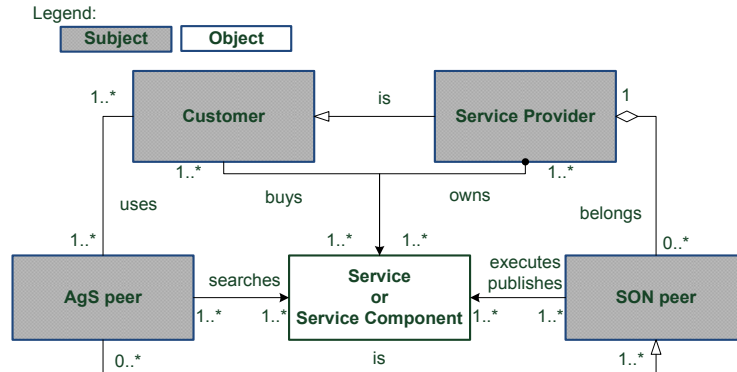 Legend:
Subject
Object
1..*
Customer
is
Service Provider
1
1..*
buys
owns
1..*
uses
belongs
1..*
1..*
1..*
0..*
AgS peer
searches
Service
or
Service Component
executes
publishes
SON peer
1..*
1..*
1..*
1..*
0..*
is
1..*